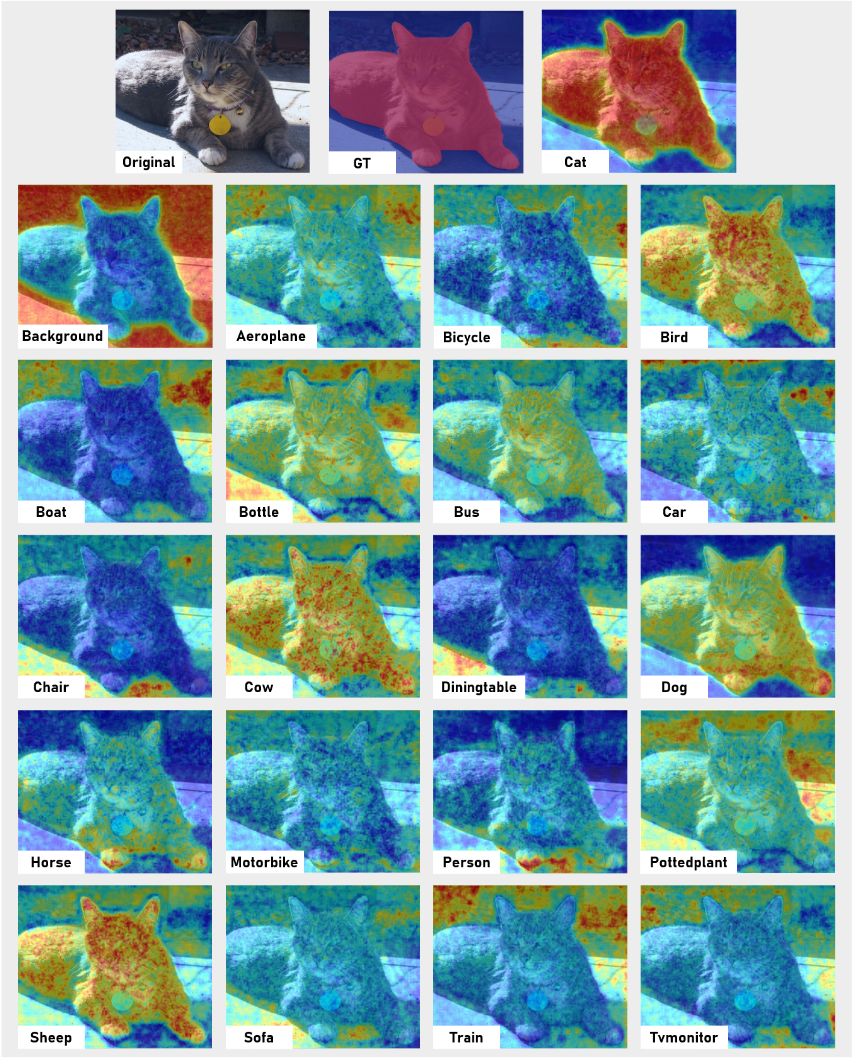 Original
GT
Cat
Background
Aeroplane
Bicycle
Bird
Boat
Bottle
Bus
Car
Chair
Cow
Diningtable
Dog
Horse
Motorbike
Person
Pottedplant
Sheep
Sofa
Train
Tvmonitor